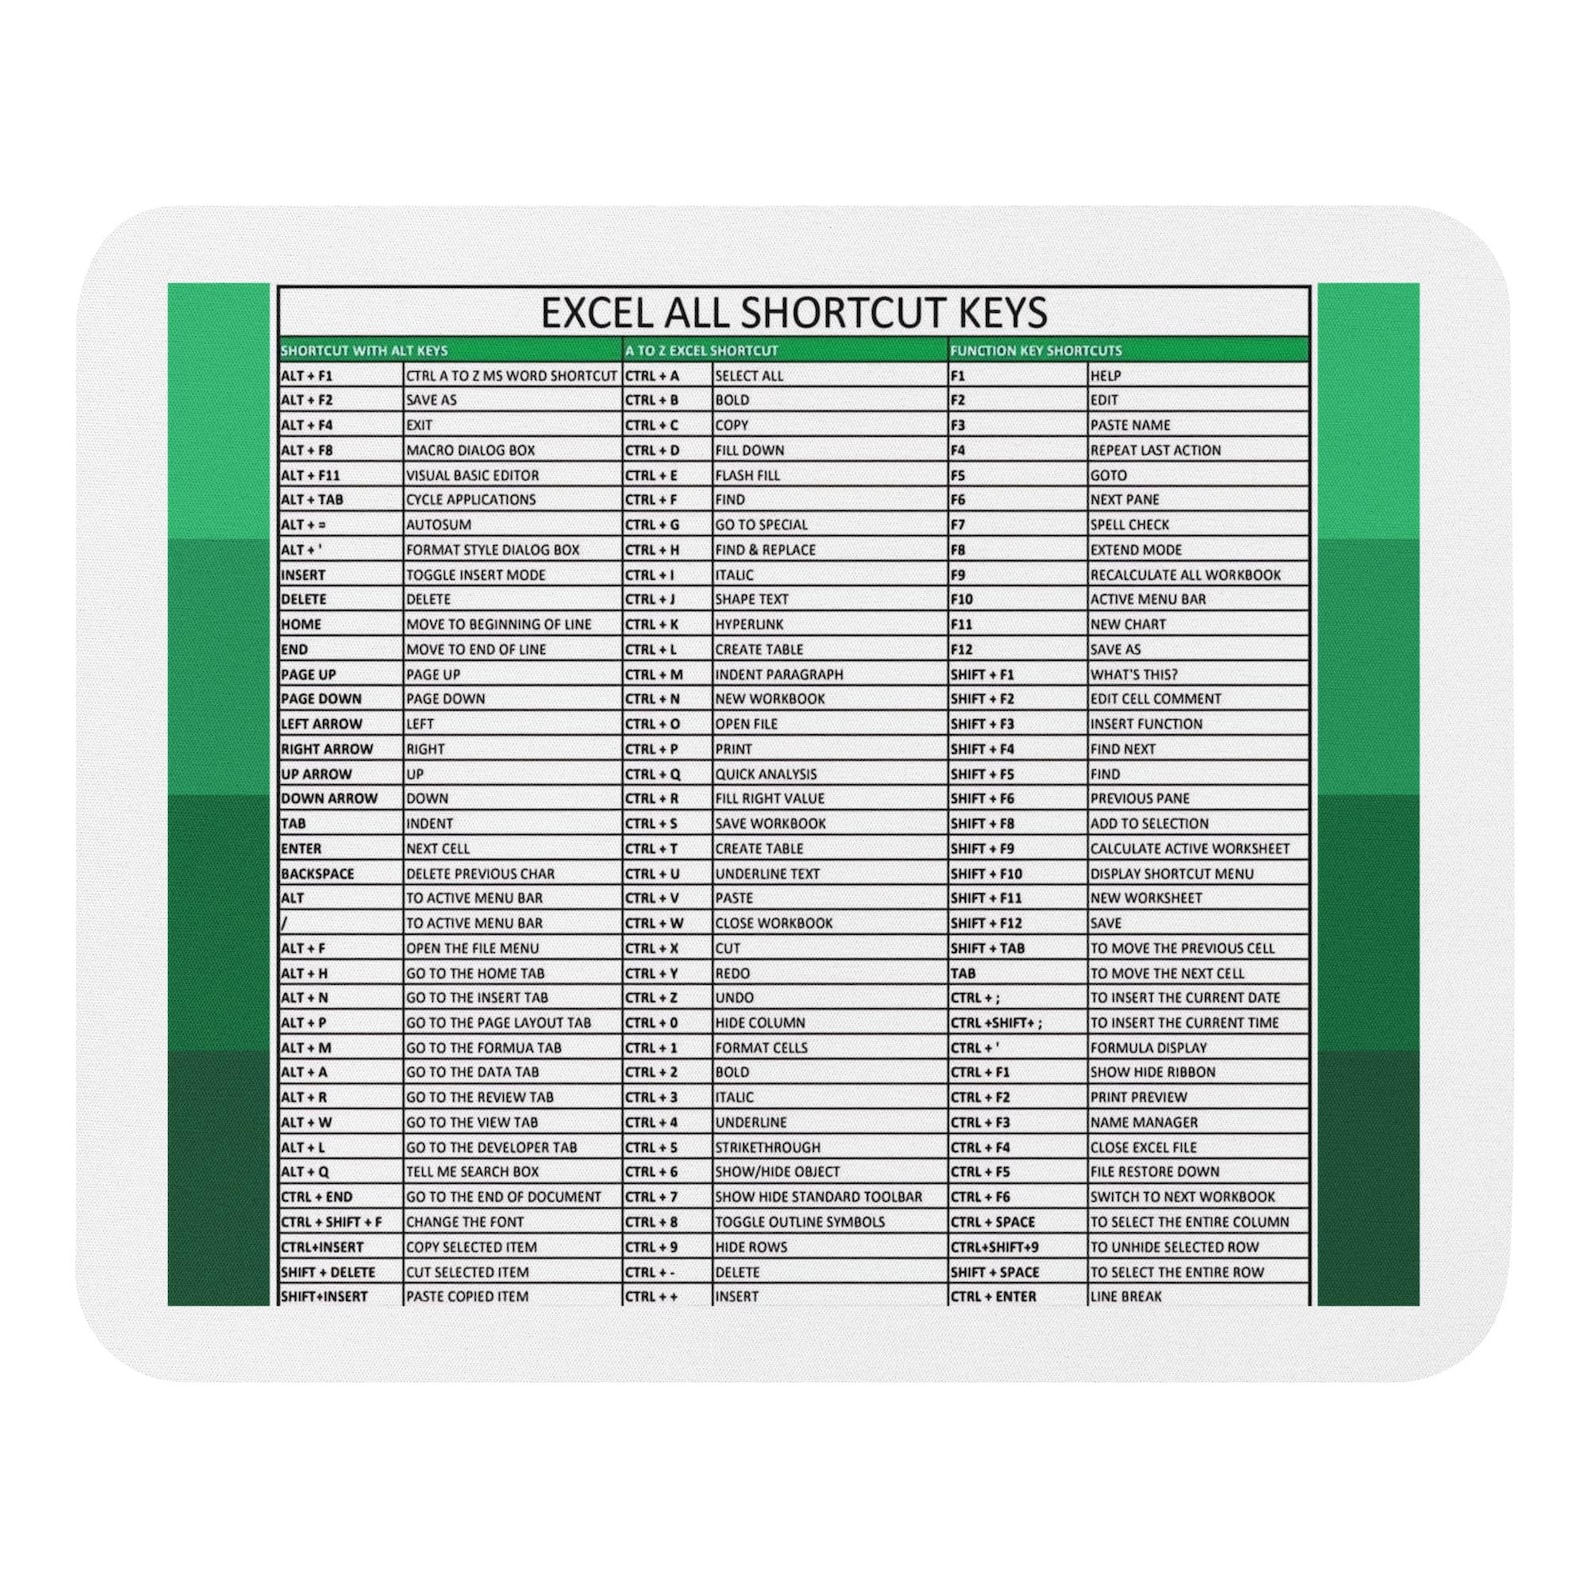 EXCEL ALL SHORTCUT KEYS
SHORTCUT WITH ALT KEYS A TO Z EXCEL SHORTCUT FUNCTION KEY SHORTCUTS
ALT + F1 CTRL A TO Z MS WORD SHORTCUT CTRL + A SELECT ALL F1 HELP
ALT + F2 SAVE AS CTRL + B BOLD F2 EDIT
ALT + F4 EXIT CTRL + C COPY F3 PASTE NAME
ALT + F8 MACRO DIALOG BOX CTRL + D FILL DOWN F4 REPEAT LAST ACTION
ALT + F11 VISUAL BASIC EDITOR CTRL + E FLASH FILL F5 GOTO
ALT + TAB CYCLE APPLICATIONS CTRL + F FIND F6 NEXT PANE
ALT + = AUTOSUM CTRL + G GO TO SPECIAL F7 SPELL CHECK
ALT + ' FORMAT STYLE DIALOG BOX CTRL + H FIND & REPLACE F8 EXTEND MODE
INSERT TOGGLE INSERT MODE CTRL + I ITALIC F9 RECALCULATE ALL WORKBOOK
DELETE DELETE CTRL + J SHAPE TEXT F10 ACTIVE MENU BAR
HOME MOVE TO BEGINNING OF LINE CTRL + K HYPERLINK F11 NEW CHART
END MOVE TO END OF LINE CTRL + L CREATE TABLE F12 SAVE AS
PAGE UP PAGE UP CTRL + M INDENT PARAGRAPH SHIFT + F1 WHAT'S THIS?
PAGE DOWN PAGE DOWN CTRL + N NEW WORKBOOK SHIFT + F2 EDIT CELL COMMENT
LEFT ARROW LEFT CTRL + O OPEN FILE SHIFT + F3 INSERT FUNCTION
RIGHT ARROW RIGHT CTRL + P PRINT SHIFT + F4 FIND NEXT
UP ARROW UP CTRL + Q QUICK ANALYSIS SHIFT + F5 FIND
DOWN ARROW DOWN CTRL + R FILL RIGHT VALUE SHIFT + F6 PREVIOUS PANE
TAB INDENT CTRL + S SAVE WORKBOOK SHIFT + F8 ADD TO SELECTION
ENTER NEXT CELL CTRL + T CREATE TABLE SHIFT + F9 CALCULATE ACTIVE WORKSHEET
BACKSPACE DELETE PREVIOUS CHAR CTRL + U UNDERLINE TEXT SHIFT + F10 DISPLAY SHORTCUT MENU
ALT TO ACTIVE MENU BAR CTRL + V PASTE SHIFT + F11 NEW WORKSHEET
/ TO ACTIVE MENU BAR CTRL + W CLOSE WORKBOOK SHIFT + F12 SAVE
ALT + F OPEN THE FILE MENU CTRL + X CUT SHIFT + TAB TO MOVE THE PREVIOUS CELL
ALT + H GO TO THE HOME TAB CTRL + Y REDO TAB TO MOVE THE NEXT CELL
ALT + N GO TO THE INSERT TAB CTRL + Z UNDO CTRL + ; TO INSERT THE CURRENT DATE
ALT + P GO TO THE PAGE LAYOUT TAB CTRL + 0 HIDE COLUMN CTRL +SHIFT+ ; TO INSERT THE CURRENT TIME
ALT + M GO TO THE FORMUA TAB CTRL + 1 FORMAT CELLS CTRL + ' FORMULA DISPLAY
ALT + A GO TO THE DATA TAB CTRL + 2 BOLD CTRL + F1 SHOW HIDE RIBBON
ALT + R GO TO THE REVIEW TAB CTRL + 3 ITALIC CTRL + F2 PRINT PREVIEW
ALT + W GO TO THE VIEW TAB CTRL + 4 UNDERLINE CTRL + F3 NAME MANAGER
ALT + L GO TO THE DEVELOPER TAB CTRL + 5 STRIKETHROUGH CTRL + F4 CLOSE EXCEL FILE
ALT + Q TELL ME SEARCH BOX CTRL + 6 SHOW/HIDE OBJECT CTRL + F5 FILE RESTORE DOWN
CTRL + END GO TO THE END OF DOCUMENT CTRL + 7 SHOW HIDE STANDARD TOOLBAR CTRL + F6 SWITCH TO NEXT WORKBOOK
CTRL + SHIFT + F CHANGE THE FONT CTRL + 8 TOGGLE OUTLINE SYMBOLS CTRL + SPACE TO SELECT THE ENTIRE COLUMN
CTRL+INSERT COPY SELECTED ITEM CTRL + 9 HIDE ROWS CTRL+SHIFT+9 TO UNHIDE SELECTED ROW
SHIFT + DELETE CUT SELECTED ITEM CTRL + - DELETE SHIFT + SPACE TO SELECT THE ENTIRE ROW
SHIFT+INSERT PASTE COPIED ITEM CTRL + + INSERT CTRL + ENTER LINE BREAK